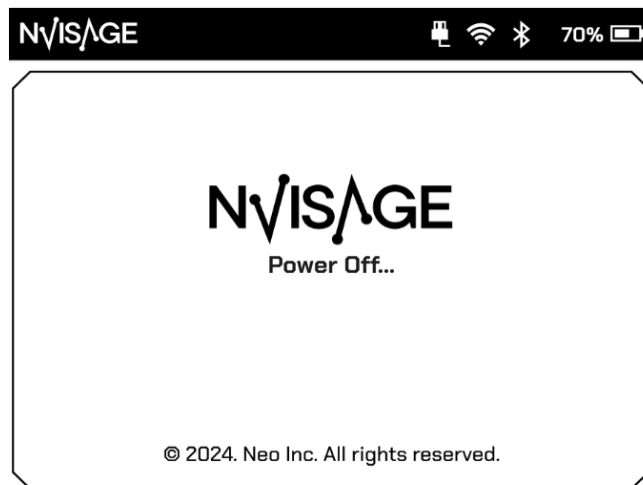 NVISAGE 70%
NVISAGE
Power Off...
© 2024. Neo Inc. All rights reserved.